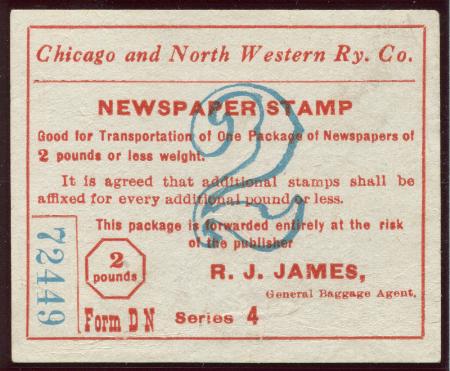 Chicago and North Western Ry. Co.
NEWSPAPER STAMP
Good for Transportation of One Package of Newspapers of
2 pounds or less weight.
It is agreed that additional stamps shall be
affixed for every additional pound or less.
This package is forwarded entirely at the risk
of the publisher
2
R. J. JAMES,
General Baggage Agent.
72449
2
pounds
Form D N Series 4